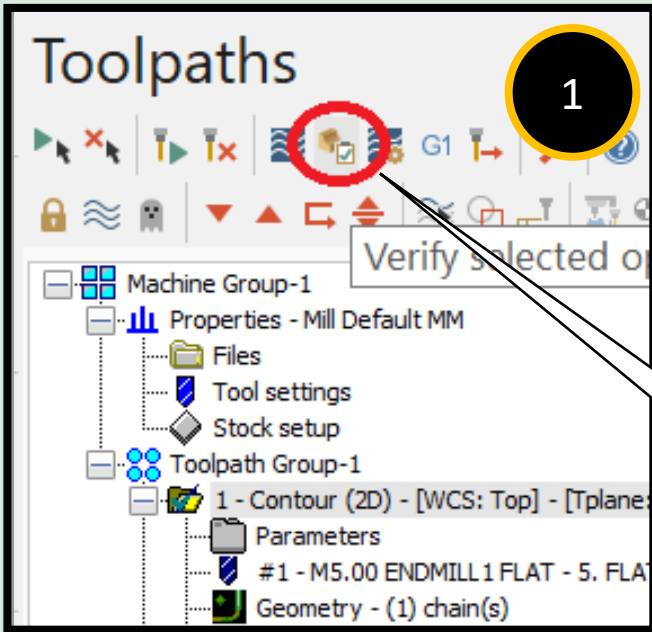 Toolpaths
1
G1
Verify selected
Machine Group-1
Properties - Mill Default MM
Files
Tool settings
Stock setup
Toolpath Group-1
1 - Contour (2D) - [WCS: Top] - [Tplane:
Parameters
#1 - M5.00 ENDMILL1 FLAT - 5. FLAT
Geometry - (1) chain(s)